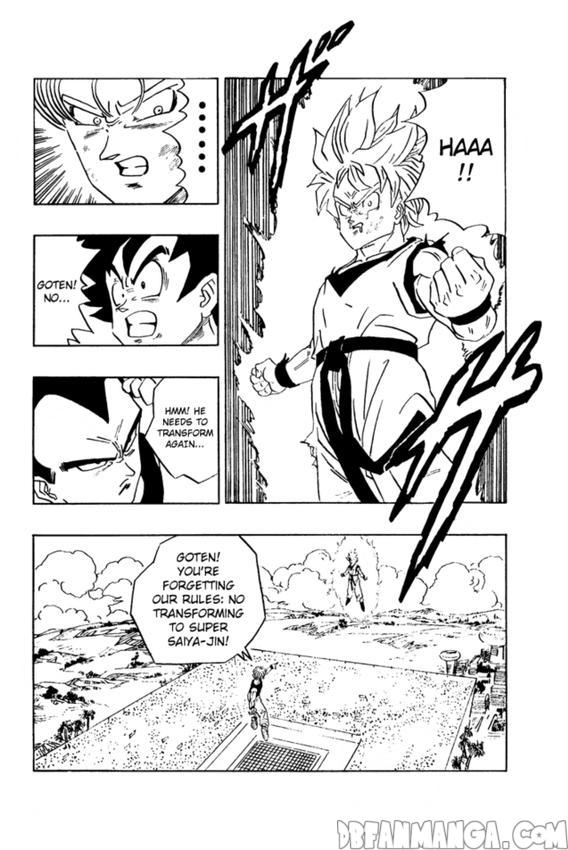 HAAA
!!
......
GOTEN!
NO...
HMM! HE
NEEDS TO
TRANSFORM
AGAIN...
GOTEN!
YOU'RE
FORGETTING
OUR RULES: NO
TRANSFORMING
TO SUPER
SAIYA-JIN!
DBFANMANGA.COM